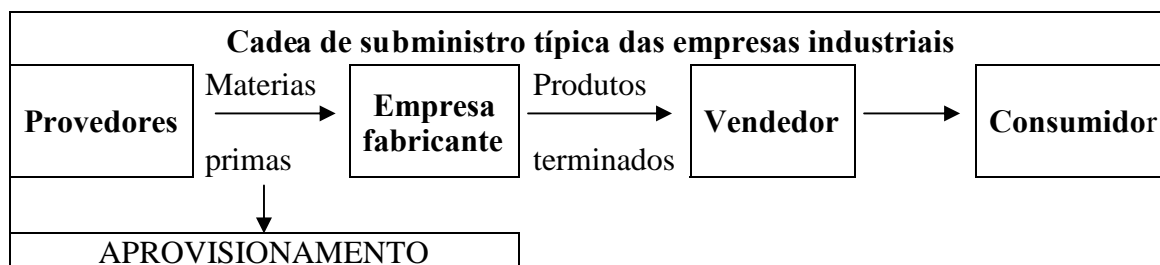 Cadea de subministro típica das empresas industriais
Provedores
Materias
primas
Empresa
fabricante
Produtos
terminados
Vendedor
Consumidor
APROVISIONAMENTO